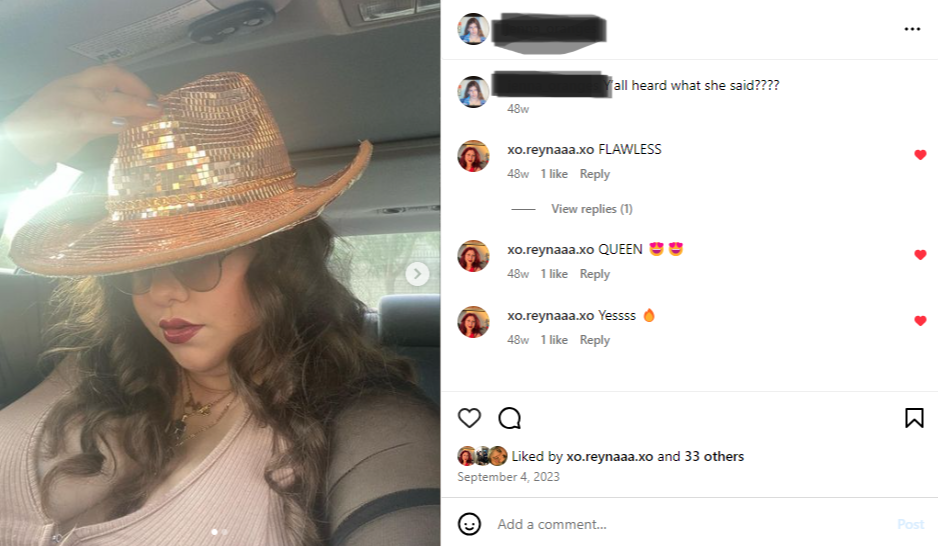 Y'all heard what she said????
48w
xo.reynaaa.xo FLAWLESS
48w 1 like Reply
View replies (1)
xo.reynaaa.xo QUEEN 😍 😍
48w 1 like Reply
xo.reynaaa.xo Yessss 🔥
48w 1 like Reply
Liked by xo.reynaaa.xo and 33 others
September 4, 2023
Add a comment...
Post